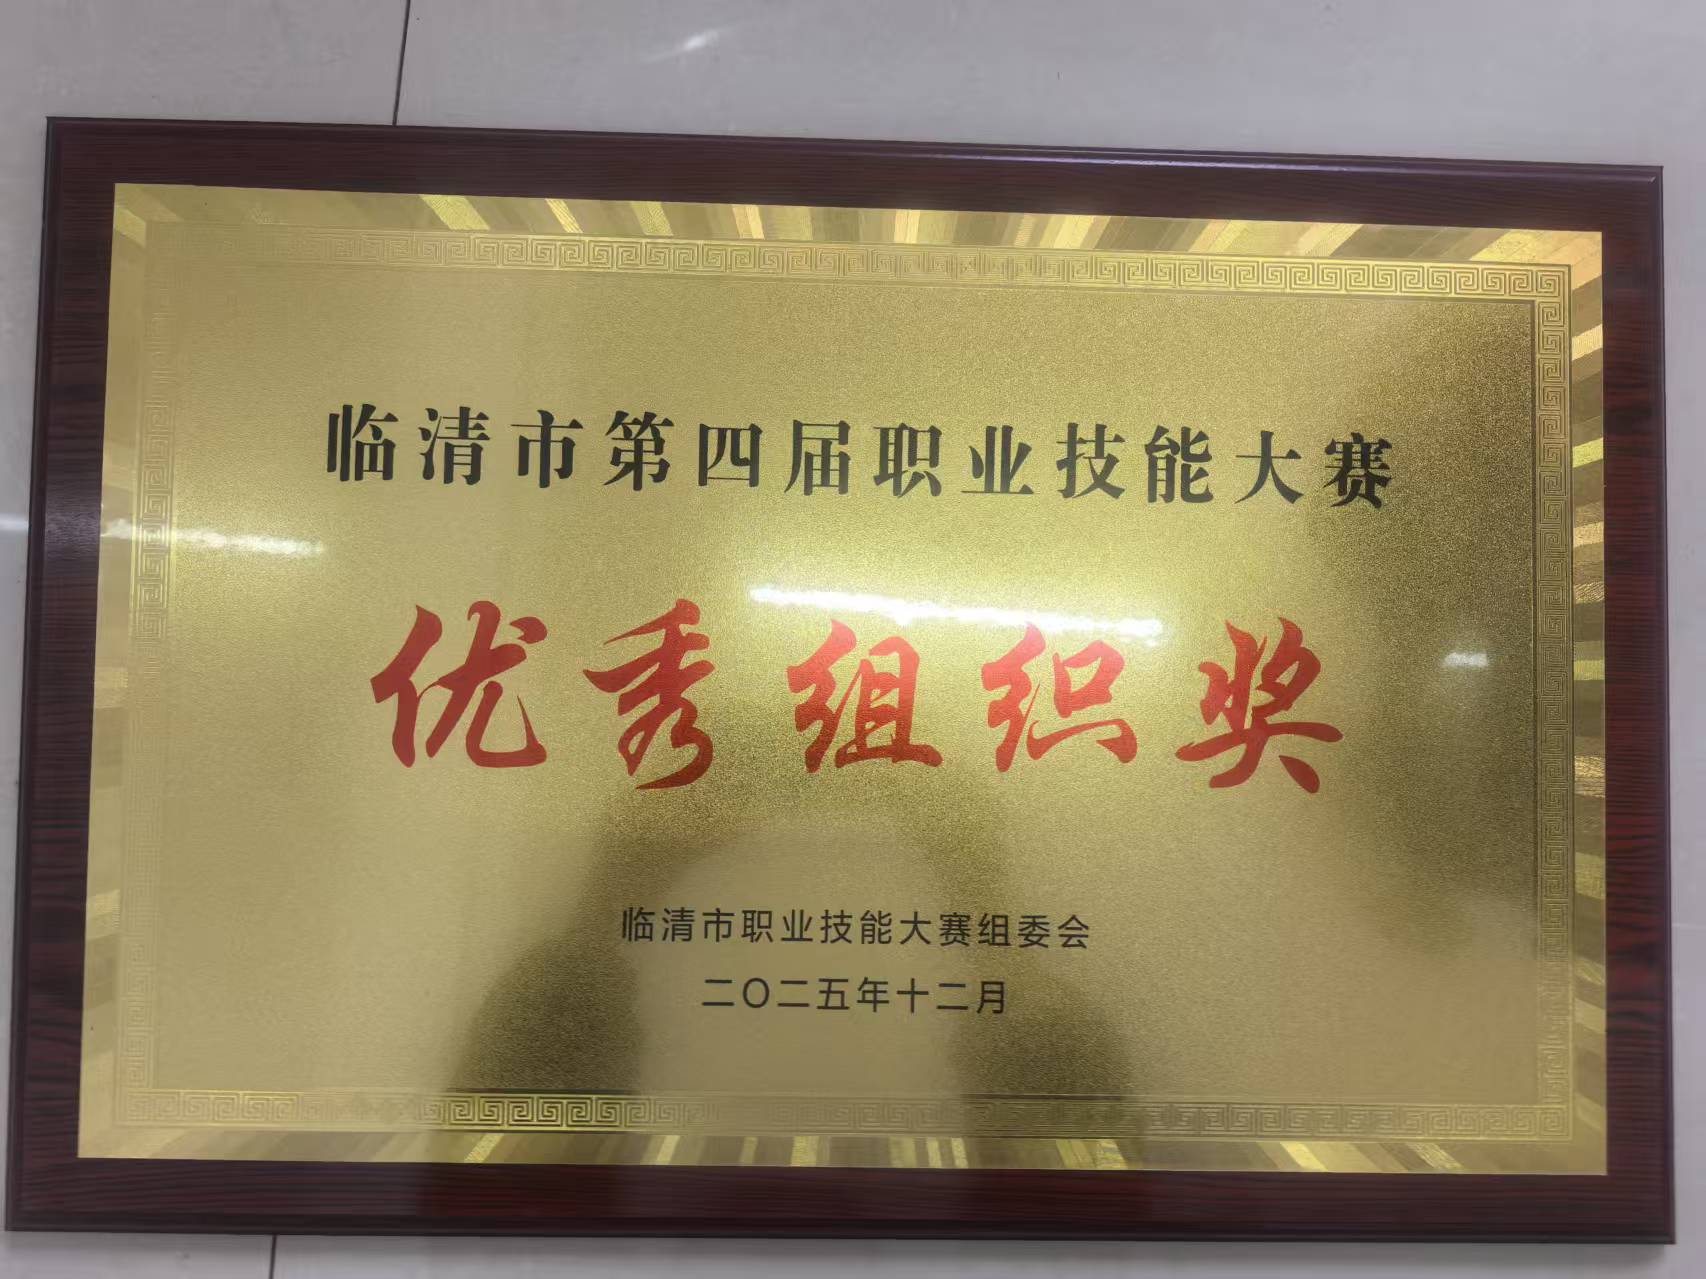 临清市第四届职业技能大赛
优秀组织奖
临清市职业技能大赛组委会
二〇二五年十二月